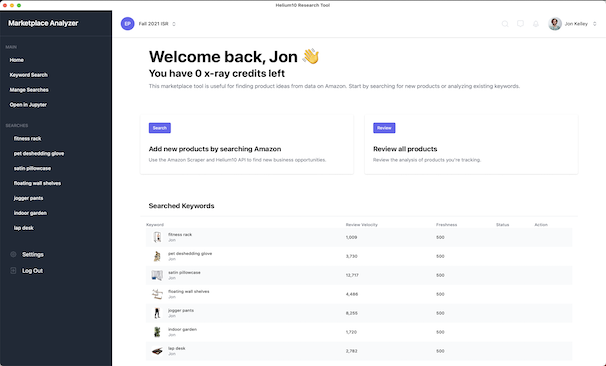 Helium10 Research Tool
Marketplace Analyzer
MAIN
Home
Keyword Search
Mange Searches
Open in Jupyter
SEARCHES
fitness rack
pet deshedding glove
satin pillowcase
floating wall shelves
jogger pants
indoor garden
lap desk
Settings
Log Out
EP Fall 2021 ISR
Jon Kelley
Welcome back, Jon 👋
You have 0 x-ray credits left
This marketplace tool is useful for finding product ideas from data on Amazon. Start by searching for new products or analyzing existing keywords.
Search
Add new products by searching Amazon
Use the Amazon Scraper and Helium10 API to find new business opportunities.
Review
Review all products
Review the analysis of products you're tracking.
Searched Keywords
Keyword Review Velocity Freshness Status Action
fitness rack
Jon
1,009 500
pet deshedding glove
Jon
3,730 500
satin pillowcase
Jon
13,717 500
floating wall shelves
Jon
4,488 500
jogger pants
Jon
8,255 500
indoor garden
Jon
1,720 500
lap desk
Jon
2,782 500